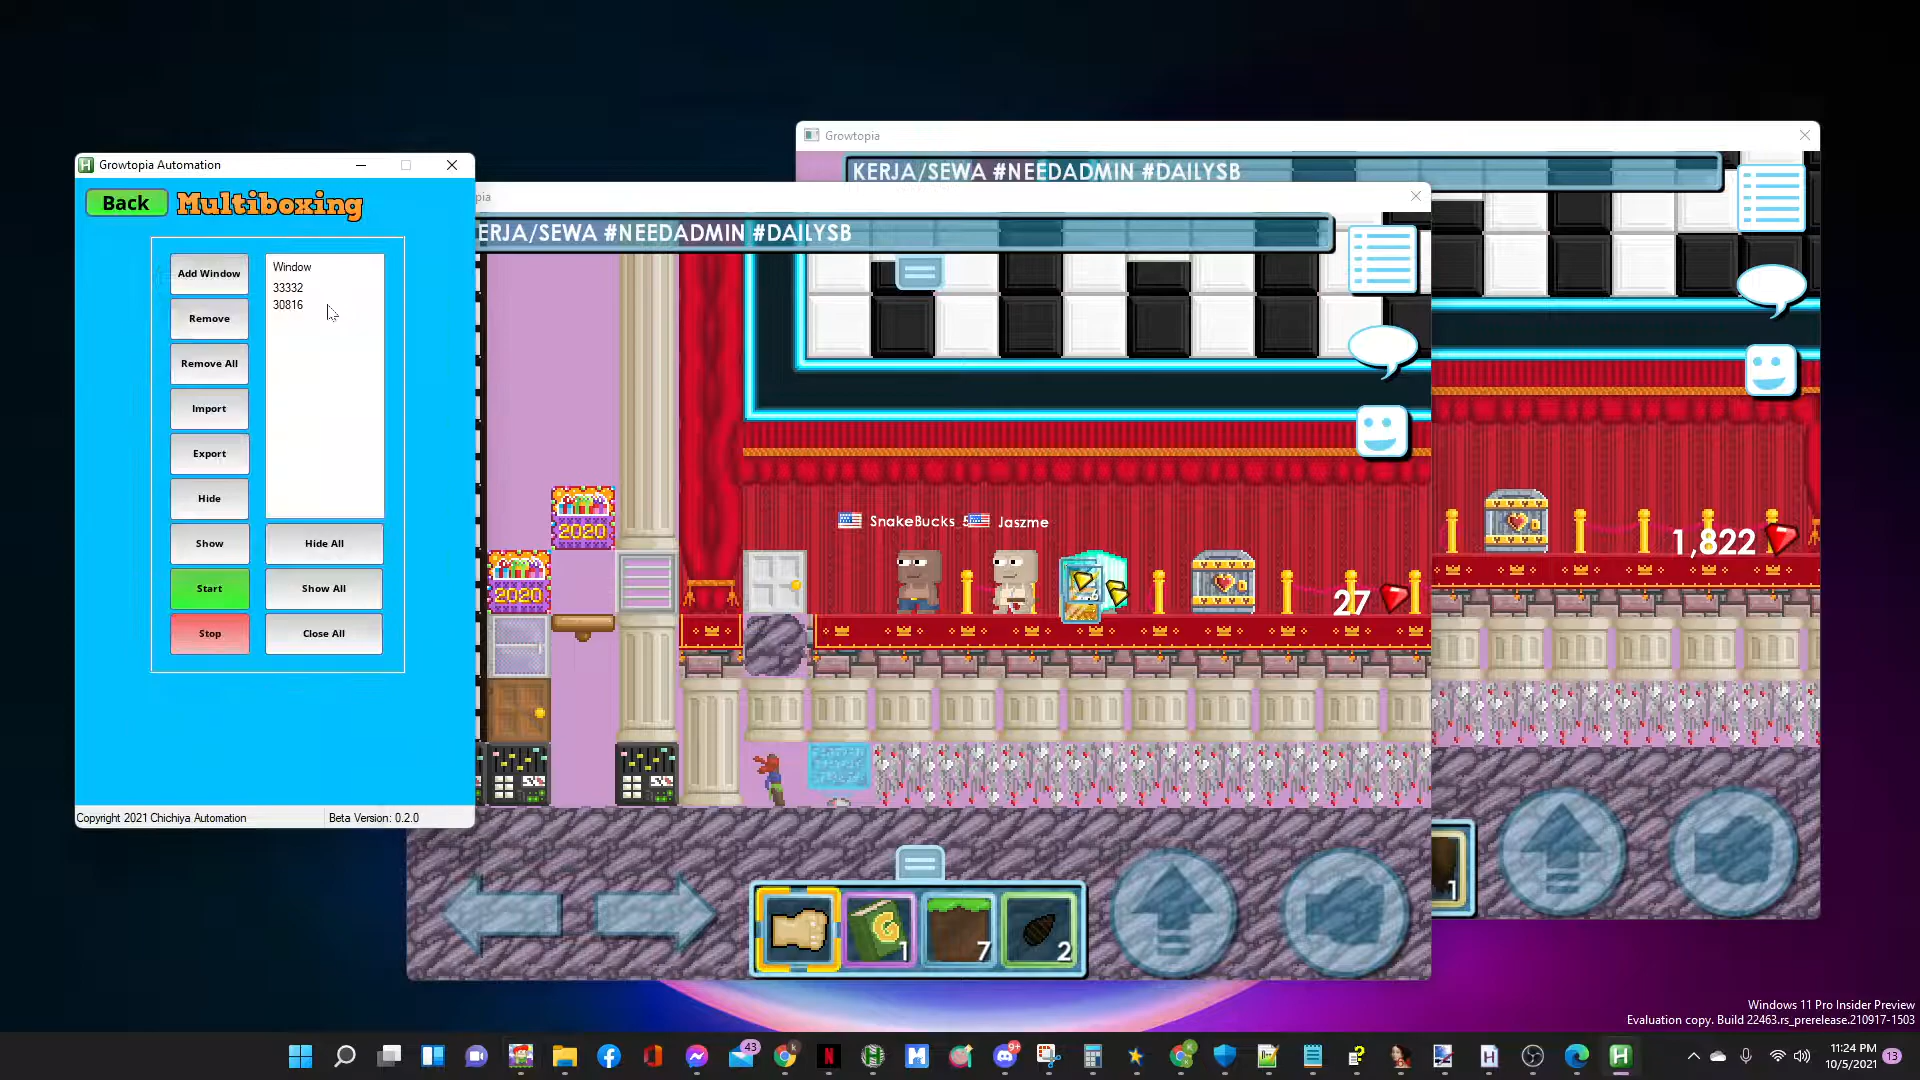 Growtopia
KERJA/SEWA #NEEDADMIN #DAILYSB
Growtopia Automation
Back Multiboxing
pia
ERJA/SEWA #NEEDADMIN #DAILYSB
Add Window
Remove
Remove All
Import
Export
Hide
Show
Start
Stop
Window
33332
30816
Hide All
Show All
Close All
2020
2020
SnakeBucks_5
Jaszme
27
1,822
Copyright 2021 Chichiya Automation
Beta Version: 0.2.0
1
7
2
1
Windows 11 Pro Insider Preview
Evaluation copy. Build 22463.rs_prerelease.210917-1503
43
9+
11:24 PM
10/5/2021
13